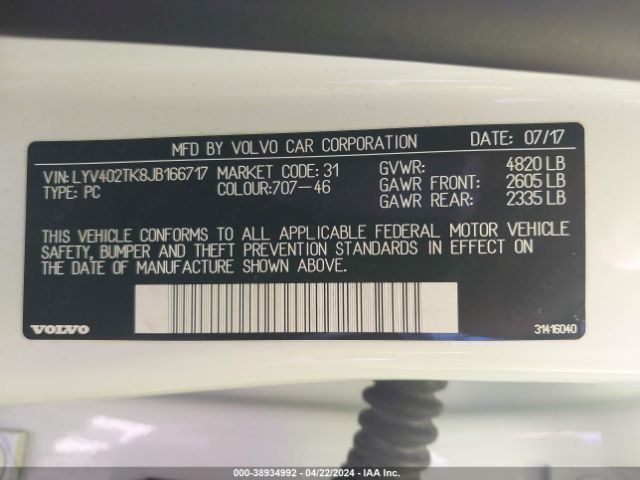 MFD BY VOLVO CAR CORPORATION DATE: 07/17
VIN: LYV402TK8JB166717 MARKET CODE: 31 GVWR: 4820 LB
TYPE: PC COLOUR: 707-46 GAWR FRONT: 2605 LB
GAWR REAR: 2335 LB
THIS VEHICLE CONFORMS TO ALL APPLICABLE FEDERAL MOTOR VEHICLE
SAFETY, BUMPER AND THEFT PREVENTION STANDARDS IN EFFECT ON
THE DATE OF MANUFACTURE SHOWN ABOVE.
VOLVO 31416040
000-38934992 - 04/22/2024 - IAA Inc.